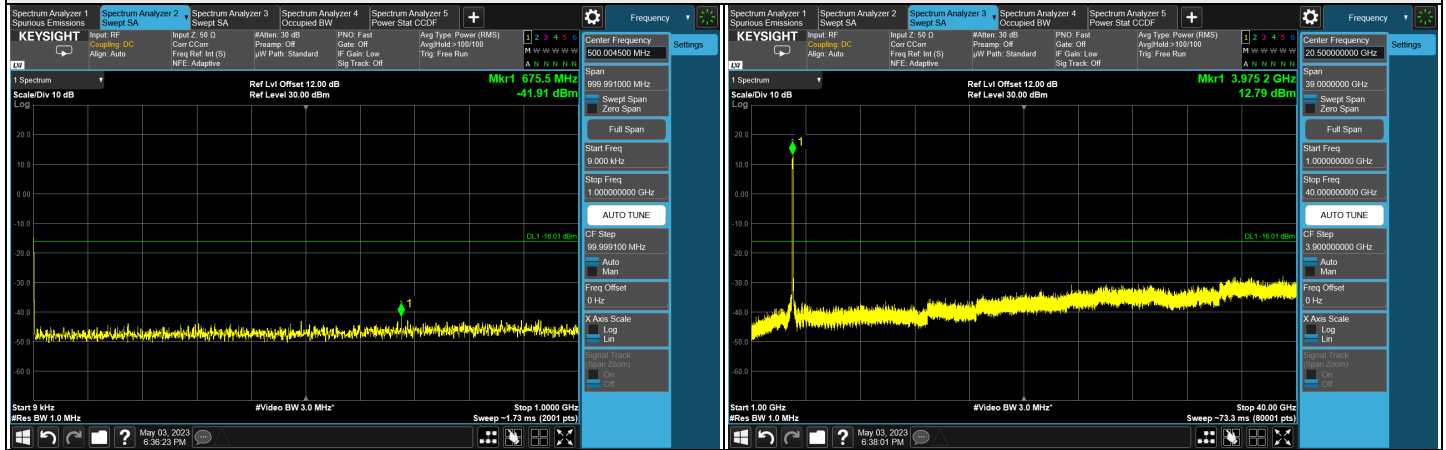 Spectrum Analyzer 1
Spurious Emissions
Spectrum Analyzer 2
Swept SA
Spectrum Analyzer 3
Swept SA
Spectrum Analyzer 4
Occupied BW
Spectrum Analyzer 5
Power Stat CCDF
Frequency
KEYSIGHT
Input: RF
Coupling: DC
Align: Auto
Input Z: 50 Ω
Corr CCorr
Freq Ref: Int (S)
NFE: Adaptive
#Atten: 30 dB
Preamp: Off
µW Path: Standard
PNO: Fast
Gate: Off
IF Gain: Low
Sig Track: Off
Avg Type: Power (RMS)
Avg|Hold:>100/100
Trig: Free Run
1 2 3 4 5 6
M W W W W W
A N N N N N
LXI
1 Spectrum
Scale/Div 10 dB
Log
Ref Lvl Offset 12.00 dB
Ref Level 30.00 dBm
Mkr1 675.5 MHz
-41.91 dBm
20.0
10.0
0.00
-10.0
-20.0
-30.0
-40.0
-50.0
-60.0
DL1 -16.01 dBm
1
Start 9 kHz
#Res BW 1.0 MHz
#Video BW 3.0 MHz*
Stop 1.0000 GHz
Sweep ~1.73 ms (2001 pts)
Center Frequency
500.004500 MHz
Settings
Span
999.991000 MHz
Swept Span
Zero Span
Full Span
Start Freq
9.000 kHz
Stop Freq
1.000000000 GHz
AUTO TUNE
CF Step
99.999100 MHz
Auto
Man
Freq Offset
0 Hz
X Axis Scale
Log
Lin
Signal Track
(Span Zoom)
On
Off
?
May 03, 2023
6:36:23 PM
Spectrum Analyzer 1
Spurious Emissions
Spectrum Analyzer 2
Swept SA
Spectrum Analyzer 3
Swept SA
Spectrum Analyzer 4
Occupied BW
Spectrum Analyzer 5
Power Stat CCDF
Frequency
KEYSIGHT
Input: RF
Coupling: DC
Align: Auto
Input Z: 50 Ω
Corr CCorr
Freq Ref: Int (S)
NFE: Adaptive
#Atten: 30 dB
Preamp: Off
µW Path: Standard
PNO: Fast
Gate: Off
IF Gain: Low
Sig Track: Off
Avg Type: Power (RMS)
Avg|Hold:>100/100
Trig: Free Run
1 2 3 4 5 6
M W W W W W
A N N N N N
LXI
1 Spectrum
Scale/Div 10 dB
Log
Ref Lvl Offset 12.00 dB
Ref Level 30.00 dBm
Mkr1 3.975 2 GHz
12.79 dBm
20.0
10.0
0.00
-10.0
-20.0
-30.0
-40.0
-50.0
-60.0
DL1 -16.01 dBm
1
Start 1.00 GHz
#Res BW 1.0 MHz
#Video BW 3.0 MHz*
Stop 40.00 GHz
Sweep ~73.3 ms (80001 pts)
Center Frequency
20.500000000 GHz
Settings
Span
39.0000000 GHz
Swept Span
Zero Span
Full Span
Start Freq
1.000000000 GHz
Stop Freq
40.000000000 GHz
AUTO TUNE
CF Step
3.900000000 GHz
Auto
Man
Freq Offset
0 Hz
X Axis Scale
Log
Lin
Signal Track
(Span Zoom)
On
Off
?
May 03, 2023
6:38:01 PM